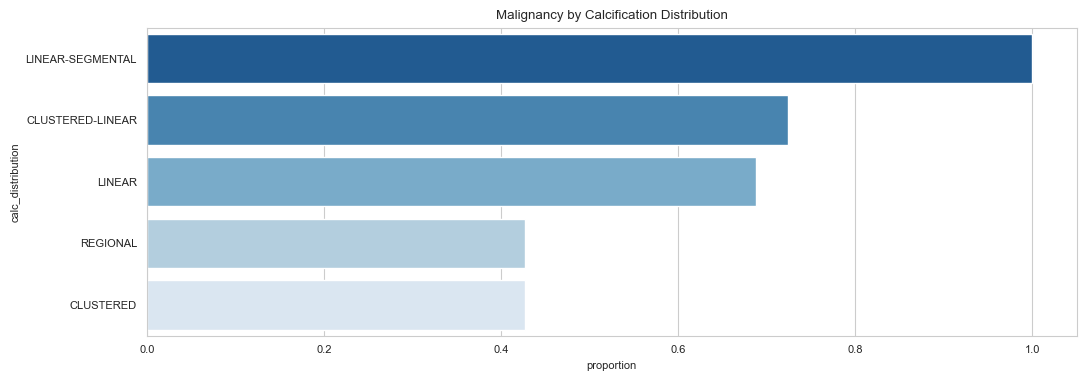 Malignancy by Calcification Distribution
LINEAR-SEGMENTAL
CLUSTERED-LINEAR
LINEAR
REGIONAL
CLUSTERED
calc_distribution
0.0 0.2 0.4 0.6 0.8 1.0
proportion